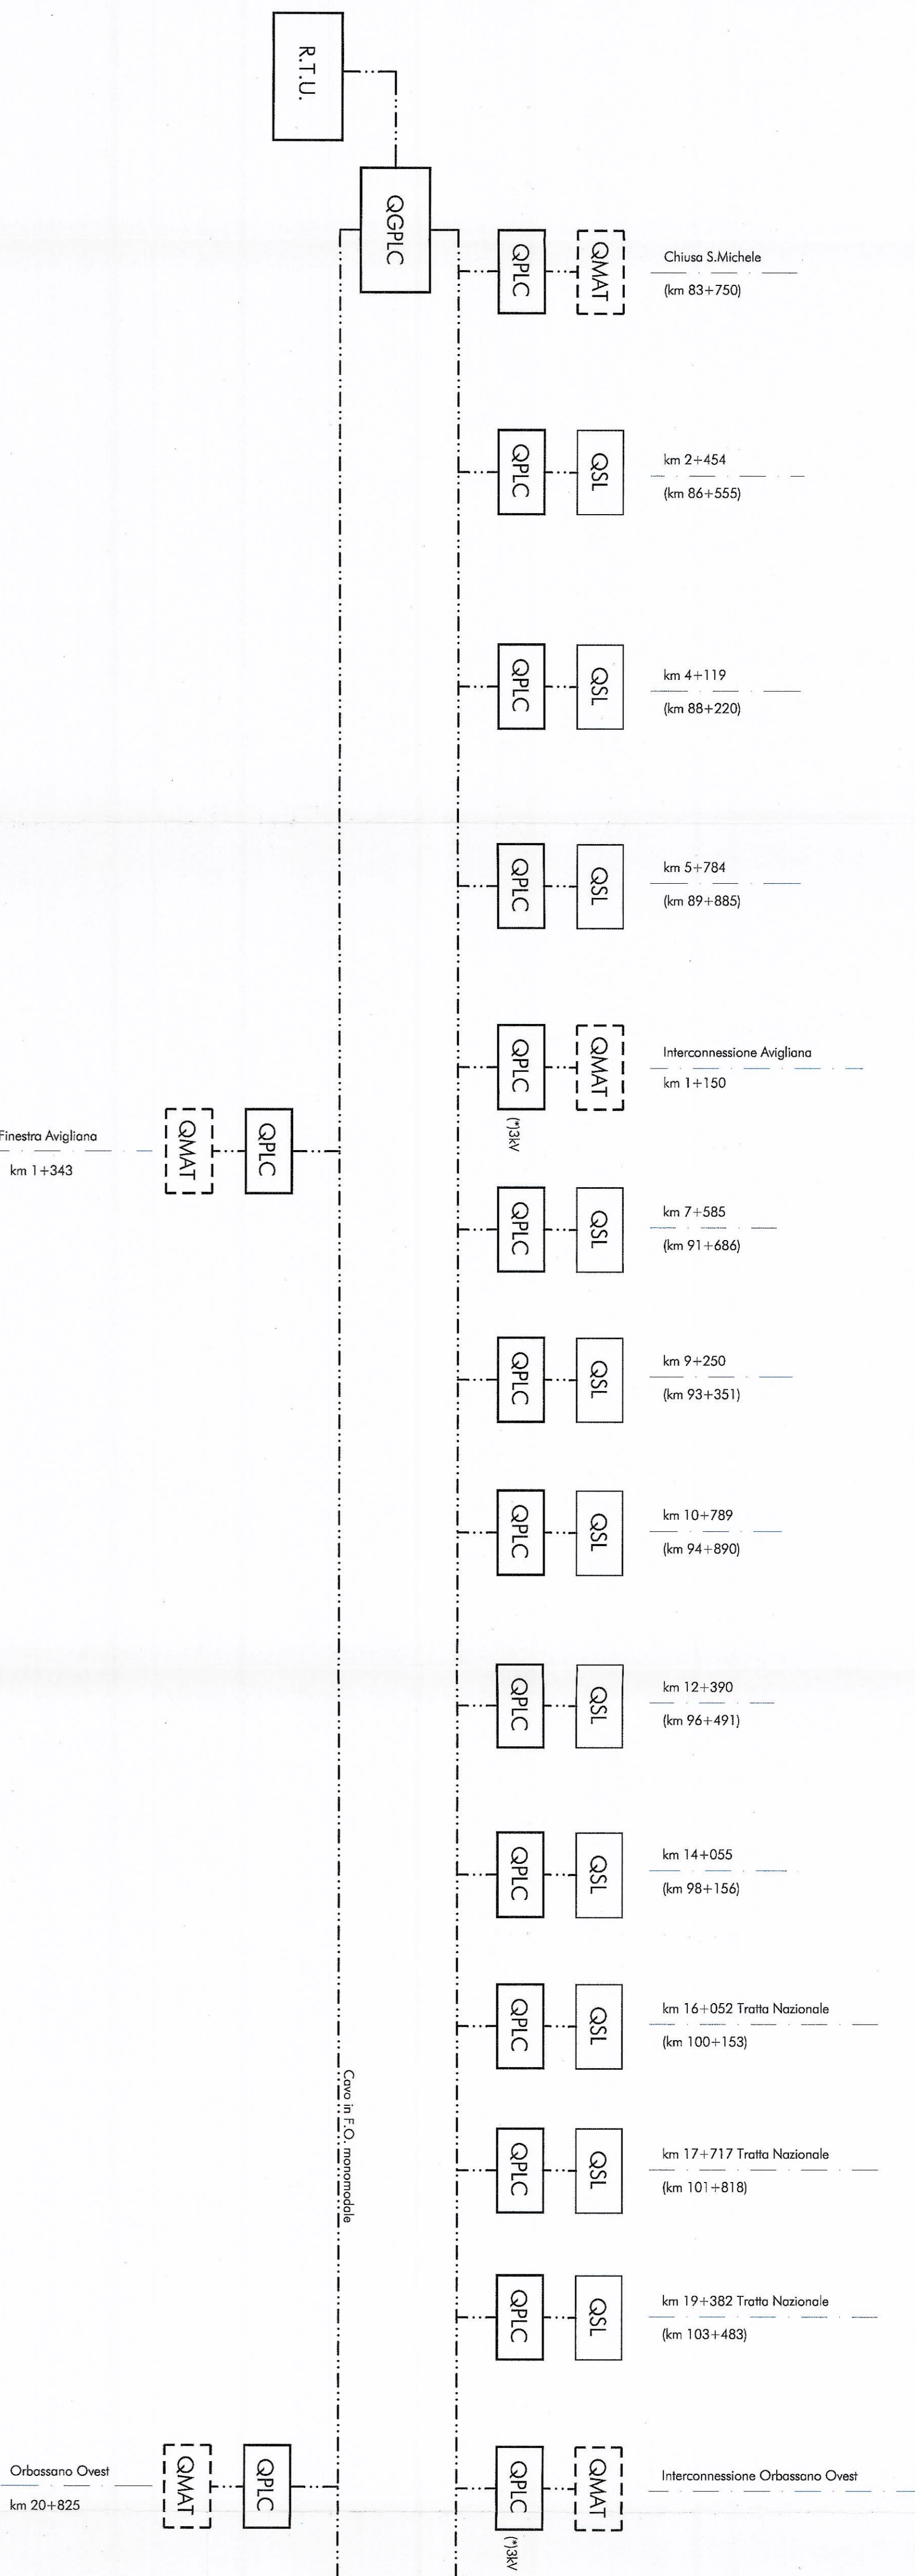 R.T.U.
QGPLC
QPLC
QMAT
Chiusa S.Michele
(km 83+750)
QPLC
QSL
km 2+454
(km 86+555)
QPLC
QSL
km 4+119
(km 88+220)
QPLC
QSL
km 5+784
(km 89+885)
QPLC
(*)3kV
QMAT
Interconnessione Avigliana
km 1+150
Finestra Avigliana
km 1+343
QMAT
QPLC
QPLC
QSL
km 7+585
(km 91+686)
QPLC
QSL
km 9+250
(km 93+351)
QPLC
QSL
km 10+789
(km 94+890)
QPLC
QSL
km 12+390
(km 96+491)
QPLC
QSL
km 14+055
(km 98+156)
QPLC
QSL
km 16+052 Tratta Nazionale
(km 100+153)
Cavo in F.O. monomodale
QPLC
QSL
km 17+717 Tratta Nazionale
(km 101+818)
QPLC
QSL
km 19+382 Tratta Nazionale
(km 103+483)
Orbassano Ovest
km 20+825
QMAT
QPLC
QPLC
(*)3kV
QMAT
Interconnessione Orbassano Ovest